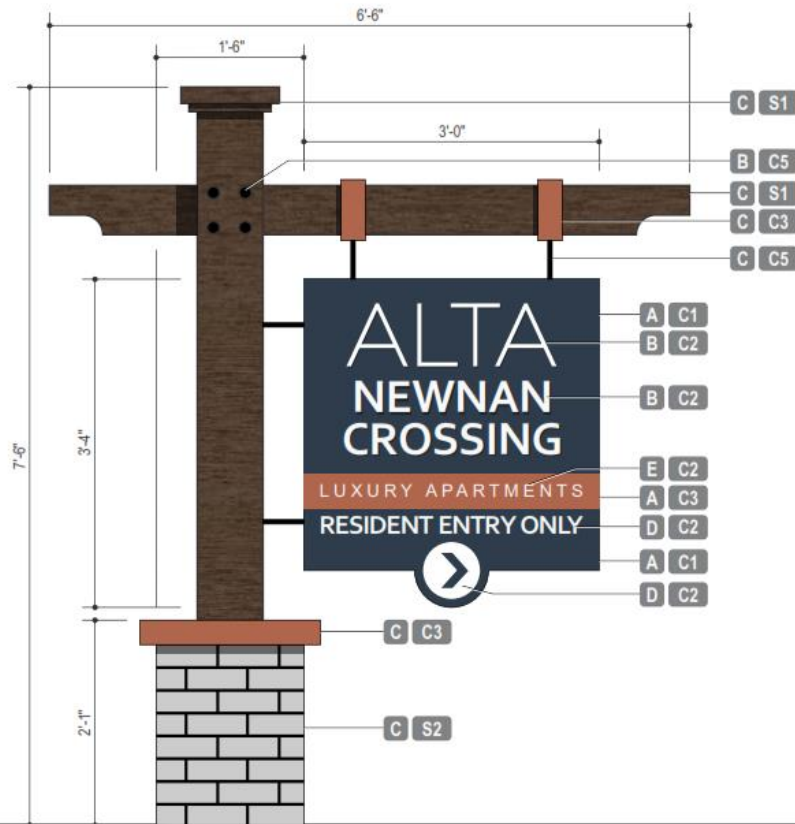 6'-6"
1'-6"
C S1
3'-0"
B C5
C S1
C C3
C C5
3'-4"
7'-6"
ALTA
A C1
B C2
NEWNAN
B C2
CROSSING
E C2
LUXURY APARTMENTS
A C3
RESIDENT ENTRY ONLY
D C2
A C1
D C2
C C3
2'-1"
C S2